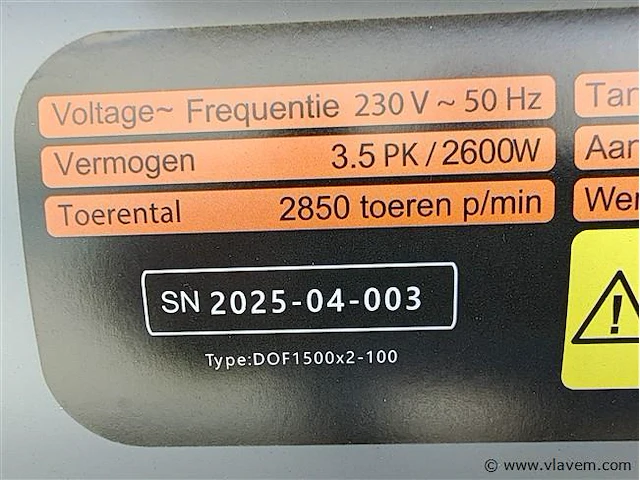 Voltage~ Frequentie 230 V ~ 50 Hz
Vermogen 3.5 PK / 2600W
Toerental 2850 toeren p/min
SN 2025-04-003
Type:DOF1500x2-100
© www.vlavem.com